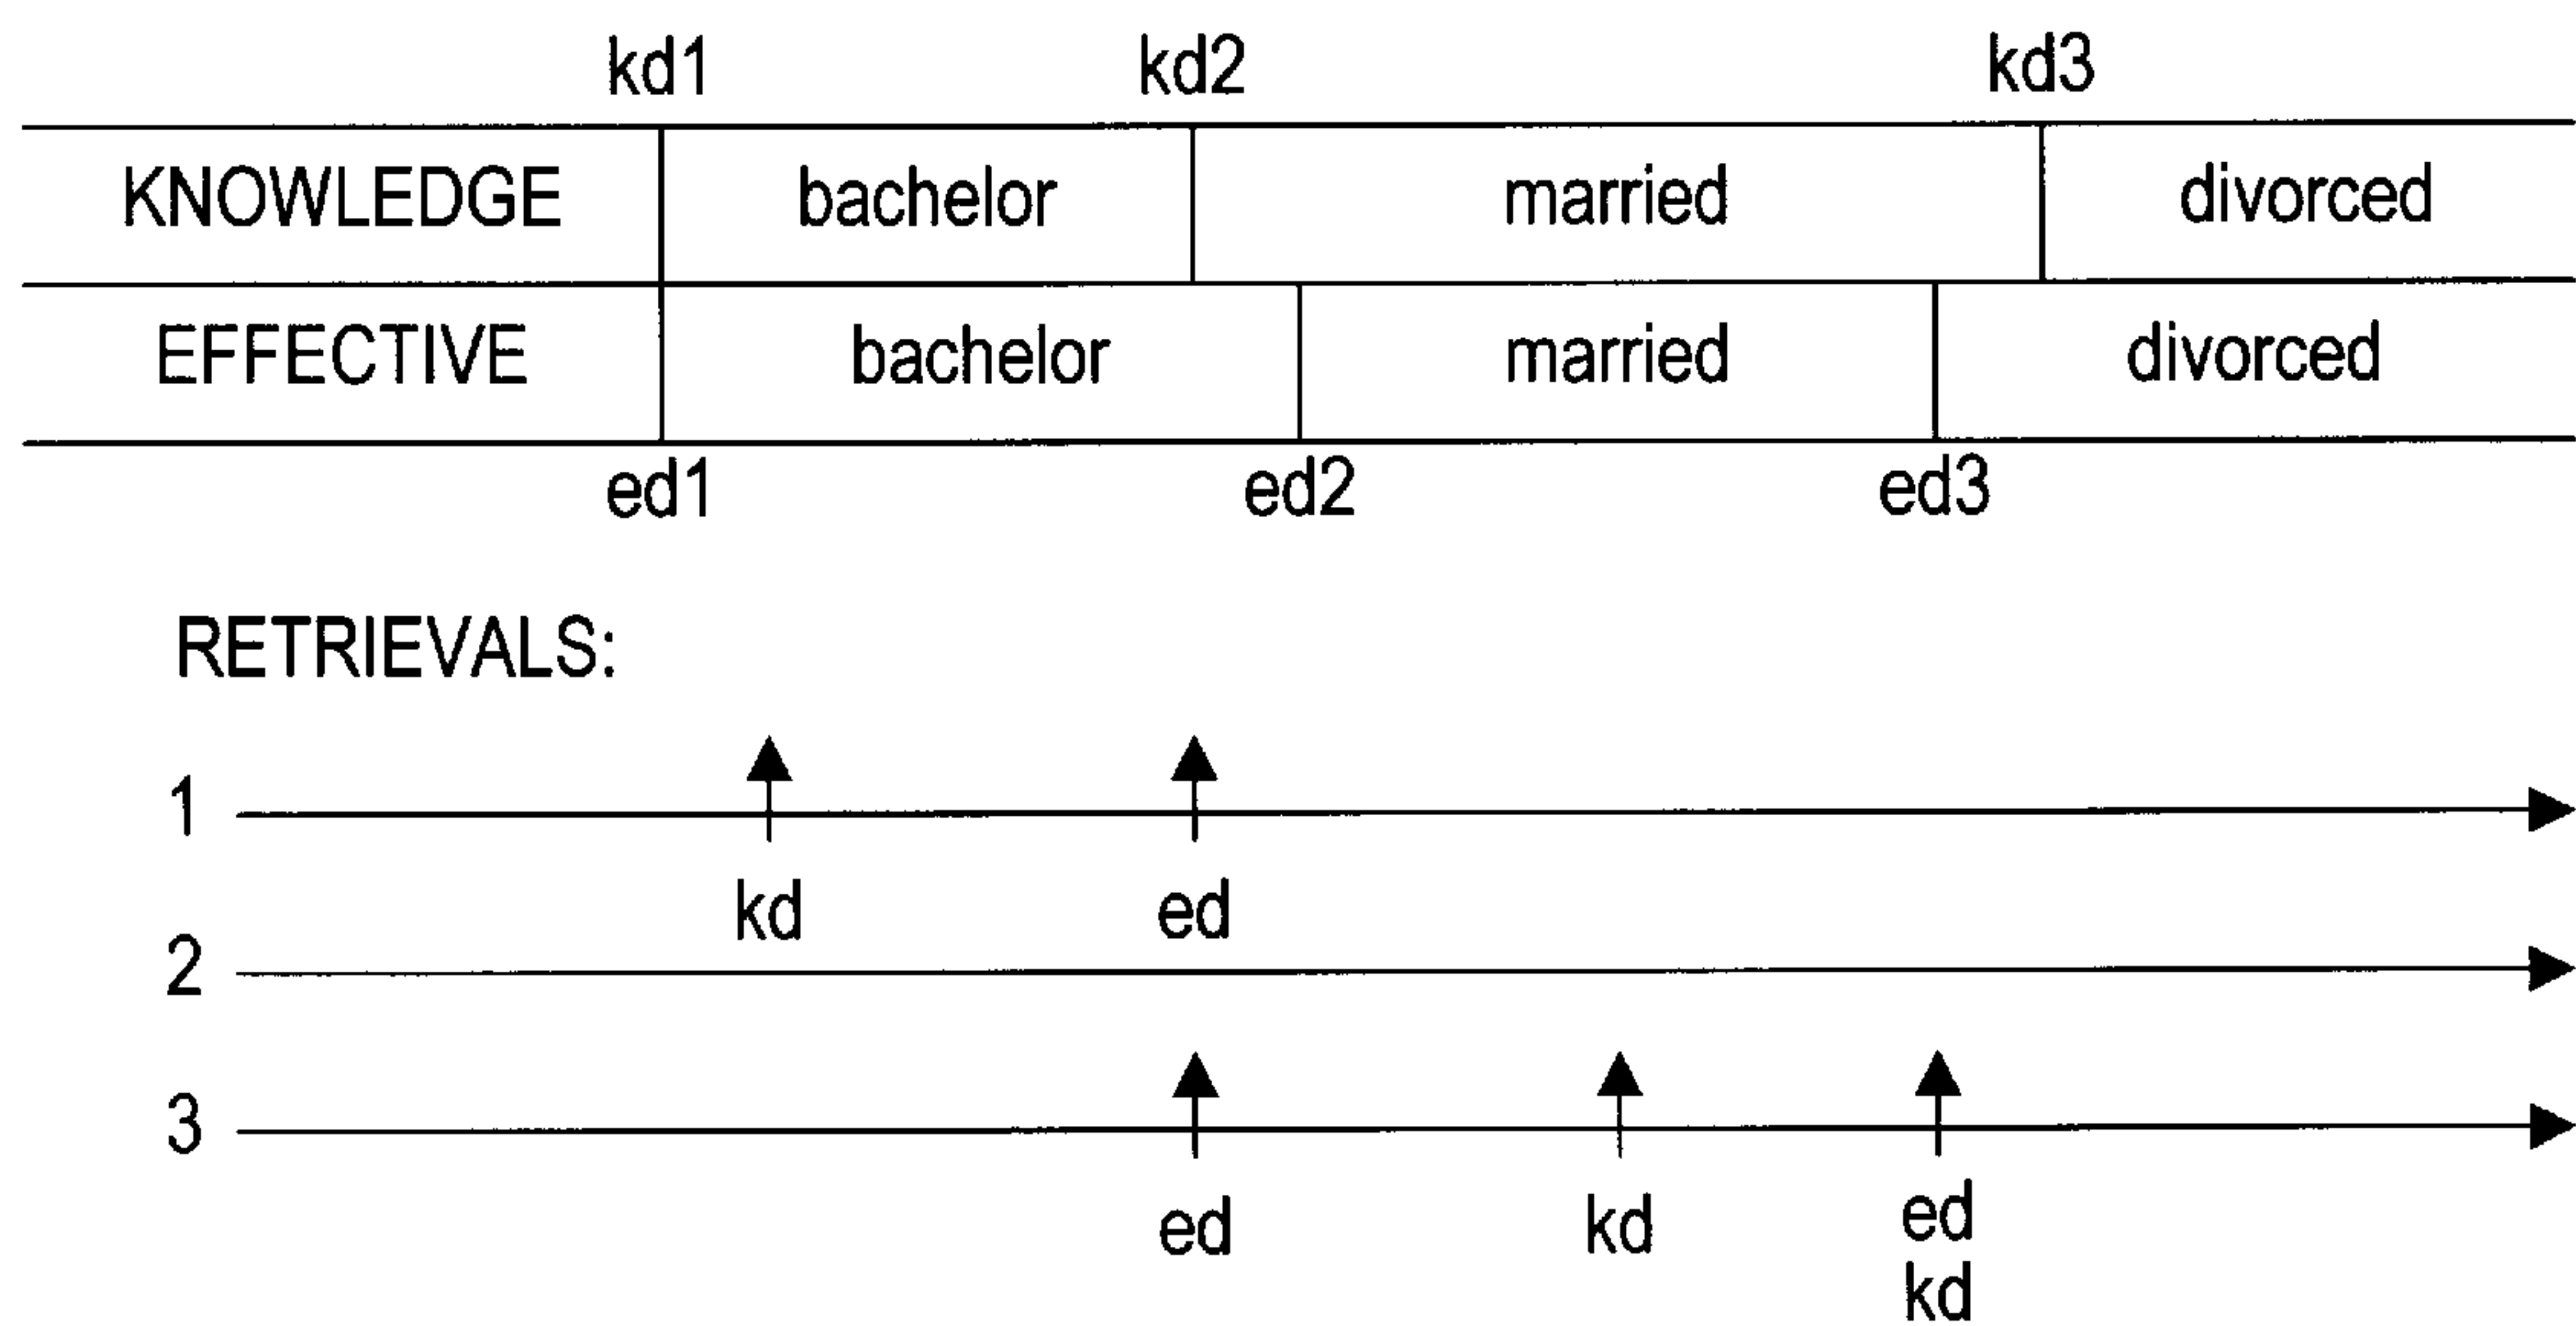 kd1 kd2 kd3
KNOWLEDGE bachelor married divorced
EFFECTIVE bachelor married divorced
ed1 ed2 ed3
RETRIEVALS:
1
kd ed
2
3
ed kd ed
kd